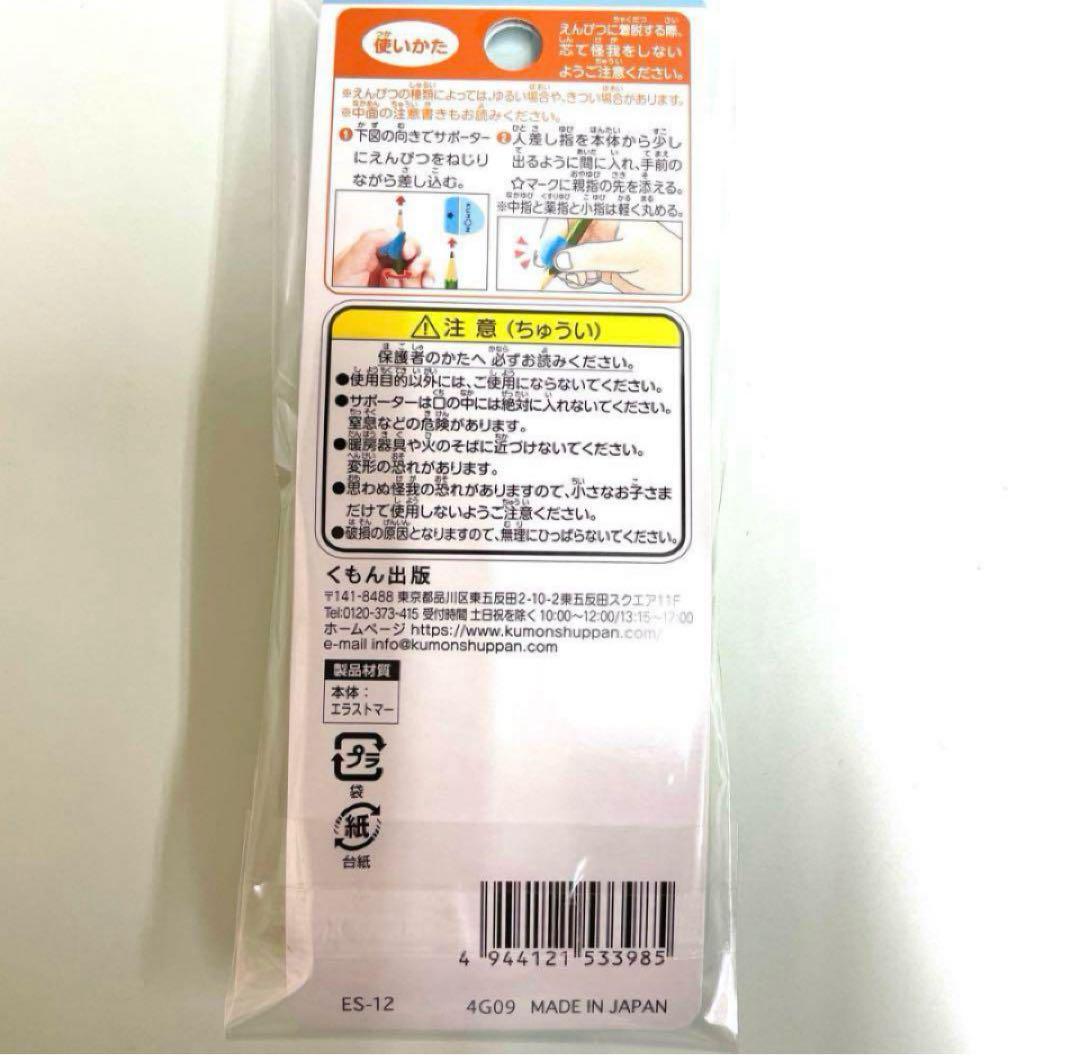 使いかた
えんぴつに着脱する際、
芯で怪我をしない
ようご注意ください。
※えんぴつの種類によっては、ゆるい場合や、きつい場合があります。
※中面の注意書きもお読みください。
❶下図の向きでサポーター
にえんぴつをねじり
ながら差し込む。
❷人差し指を本体から少し
出るように間に入れ、手前の
☆マークに親指の先を添える。
※中指と薬指と小指は軽く丸める。
⚠注意(ちゅうい)
保護者のかたへ 必ずお読みください。
●使用目的以外には、ご使用にならないでください。
●サポーターは口の中には絶対に入れないでください。
窒息などの危険があります。
●暖房器具や火のそばに近づけないでください。
変形の恐れがあります。
●思わぬ怪我の恐れがありますので、小さなお子さま
だけで使用しないようご注意ください。
●破損の原因となりますので、無理にひっぱらないでください。
くもん出版
〒141-8488 東京都品川区東五反田2-10-2東五反田スクエア11F
Tel:0120-373-415 受付時間 土日祝を除く 10:00〜12:00/13:15〜17:00
ホームページ https://www.kumonshuppan.com/
e-mail info@kumonshuppan.com
製品材質
本体：
エラストマー
プラ
袋
紙
台紙
4 944121 533985
ES-12 4G09 MADE IN JAPAN